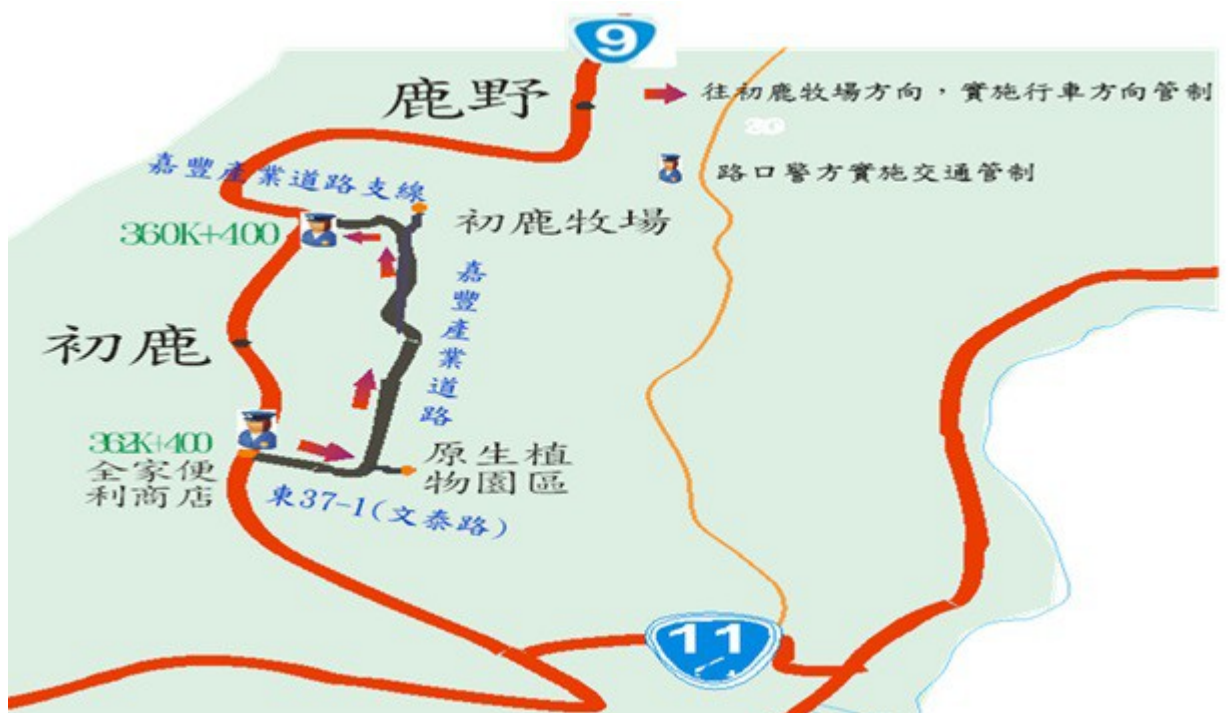 9
鹿野
往初鹿牧場方向,實施行車方向管制
路口警方實施交通管制
嘉豐產業道路支線
初鹿牧場
360K+400
嘉豐產業道路
初鹿
362K+400
全家便
利商店
原生植
物園區
東37-1(文泰路)
11